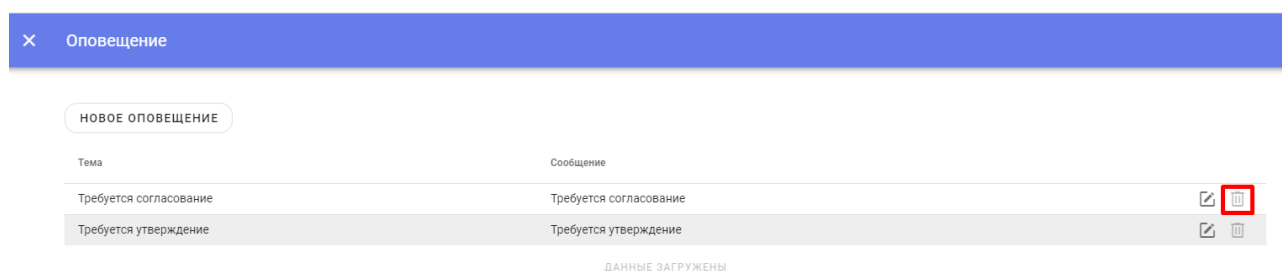 Оповещение
НОВОЕ ОПОВЕЩЕНИЕ
Тема Сообщение
Требуется согласование Требуется согласование
Требуется утверждение Требуется утверждение
ДАННЫЕ ЗАГРУЖЕНЫ